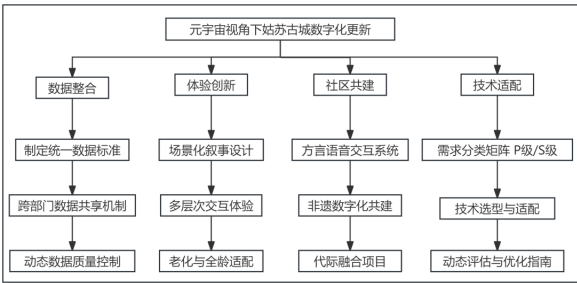 元宇宙视角下姑苏古城数字化更新
数据整合
体验创新
社区共建
技术适配
制定统一数据标准
场景化叙事设计
方言语音交互系统
需求分类矩阵 P级/S级
跨部门数据共享机制
多层次交互体验
非遗数字化共建
技术选型与适配
动态数据质量控制
老化与全龄适配
代际融合项目
动态评估与优化指南